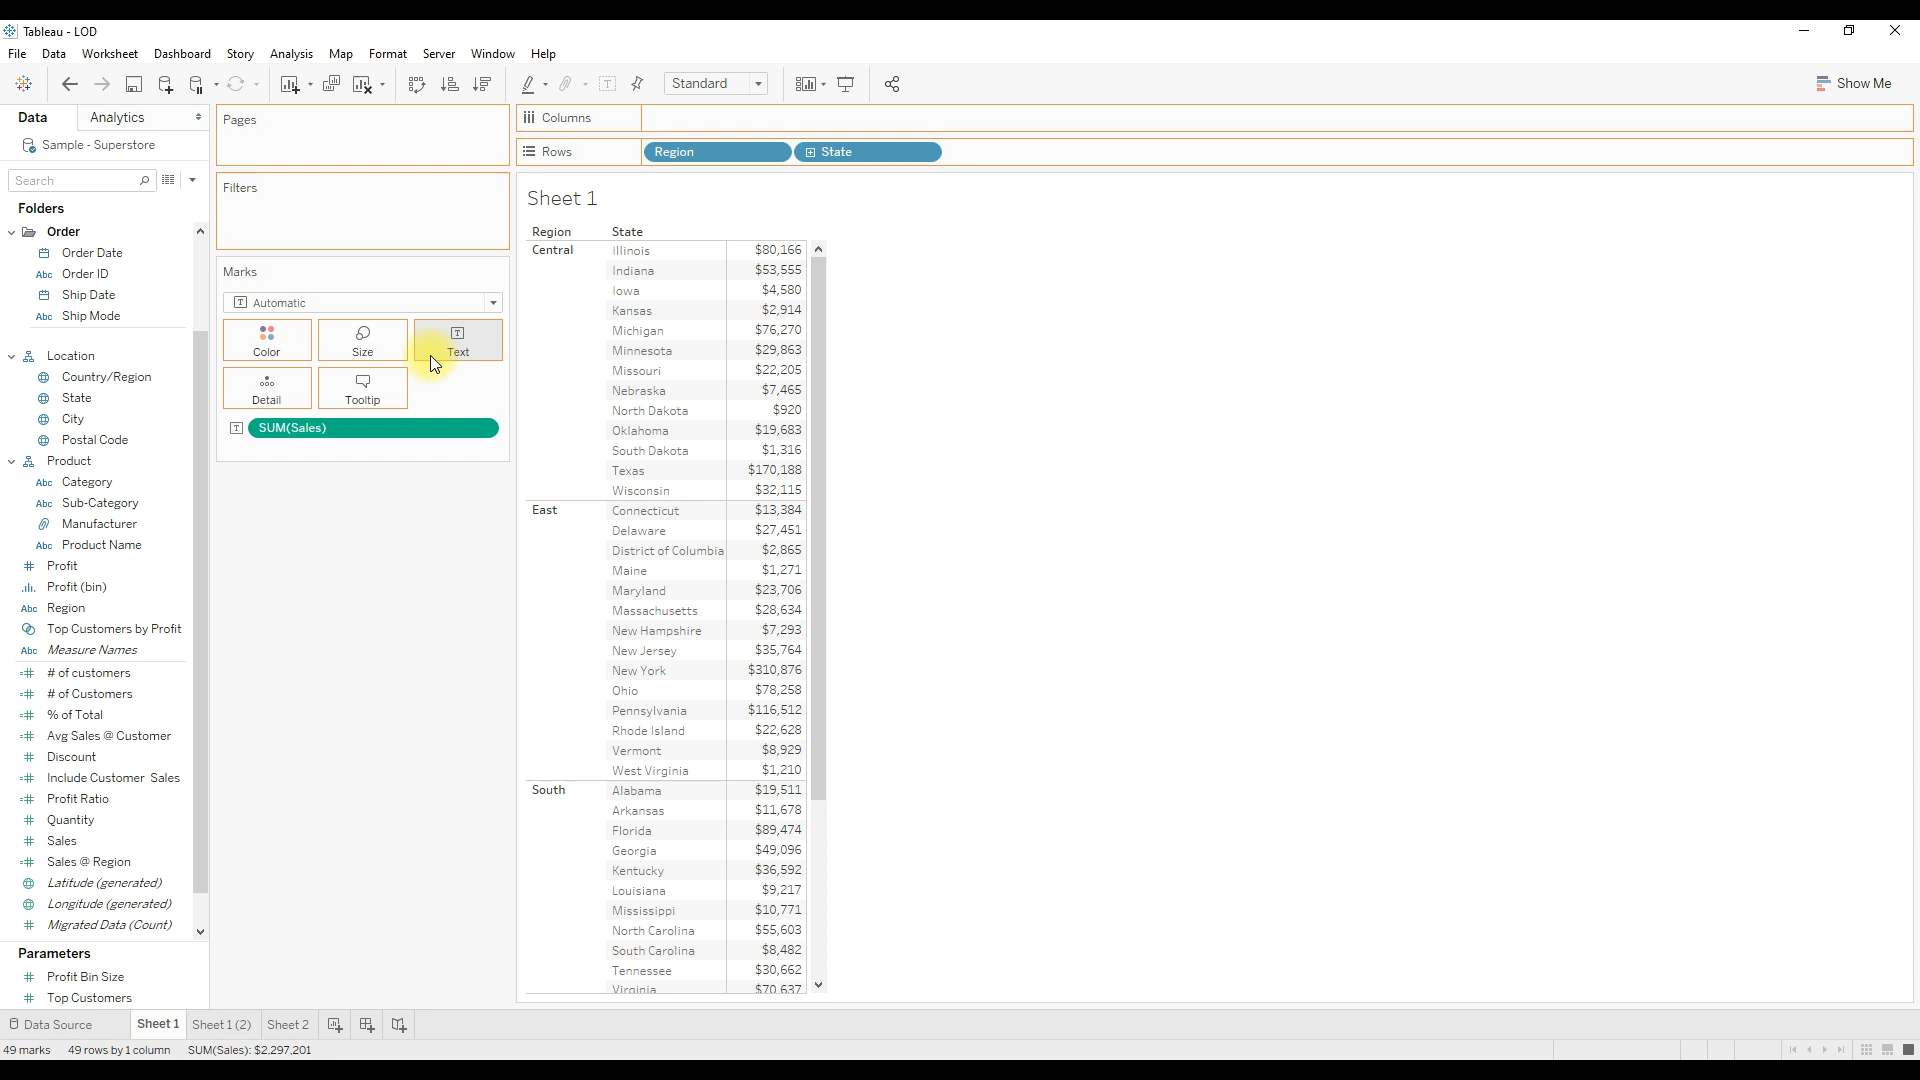 Tableau - LOD
File Data Worksheet Dashboard Story Analysis Map Format Server Window Help
Standard
Show Me
Data Analytics
Sample - Superstore
Search
Folders
Order
Order Date
Abc Order ID
Ship Date
Abc Ship Mode
Location
Country/Region
State
City
Postal Code
Product
Abc Category
Abc Sub-Category
Manufacturer
Abc Product Name
# Profit
Profit (bin)
Abc Region
Top Customers by Profit
Abc Measure Names
=# # of customers
=# # of Customers
=# % of Total
=# Avg Sales @ Customer
# Discount
=# Include Customer Sales
=# Profit Ratio
# Quantity
# Sales
=# Sales @ Region
Latitude (generated)
Longitude (generated)
# Migrated Data (Count)
Parameters
# Profit Bin Size
# Top Customers
Pages
Filters
Marks
T Automatic
Color Size T Text
Detail Tooltip
T SUM(Sales)
Columns
Rows Region State
Sheet 1
Region State
Central Illinois $80,166
Indiana $53,555
Iowa $4,580
Kansas $2,914
Michigan $76,270
Minnesota $29,863
Missouri $22,205
Nebraska $7,465
North Dakota $920
Oklahoma $19,683
South Dakota $1,316
Texas $170,188
Wisconsin $32,115
East Connecticut $13,384
Delaware $27,451
District of Columbia $2,865
Maine $1,271
Maryland $23,706
Massachusetts $28,634
New Hampshire $7,293
New Jersey $35,764
New York $310,876
Ohio $78,258
Pennsylvania $116,512
Rhode Island $22,628
Vermont $8,929
West Virginia $1,210
South Alabama $19,511
Arkansas $11,678
Florida $89,474
Georgia $49,096
Kentucky $36,592
Louisiana $9,217
Mississippi $10,771
North Carolina $55,603
South Carolina $8,482
Tennessee $30,662
Virginia $70,637
Data Source Sheet 1 Sheet 1 (2) Sheet 2
49 marks 49 rows by 1 column SUM(Sales): $2,297,201